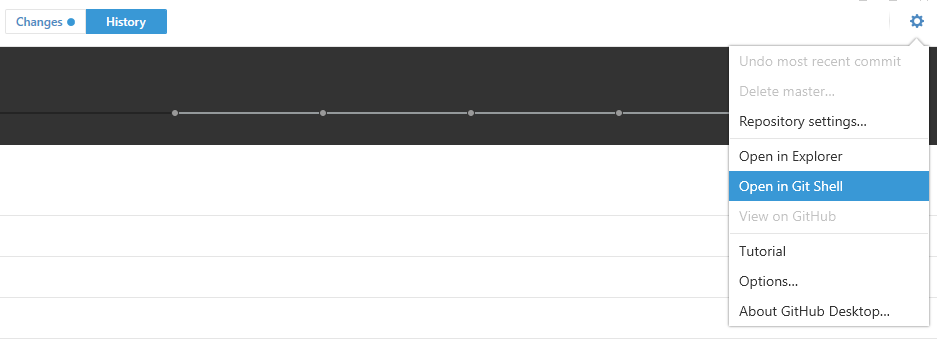 Changes
History
Undo most recent commit
Delete master...
Repository settings...
Open in Explorer
Open in Git Shell
View on GitHub
Tutorial
Options...
About GitHub Desktop...